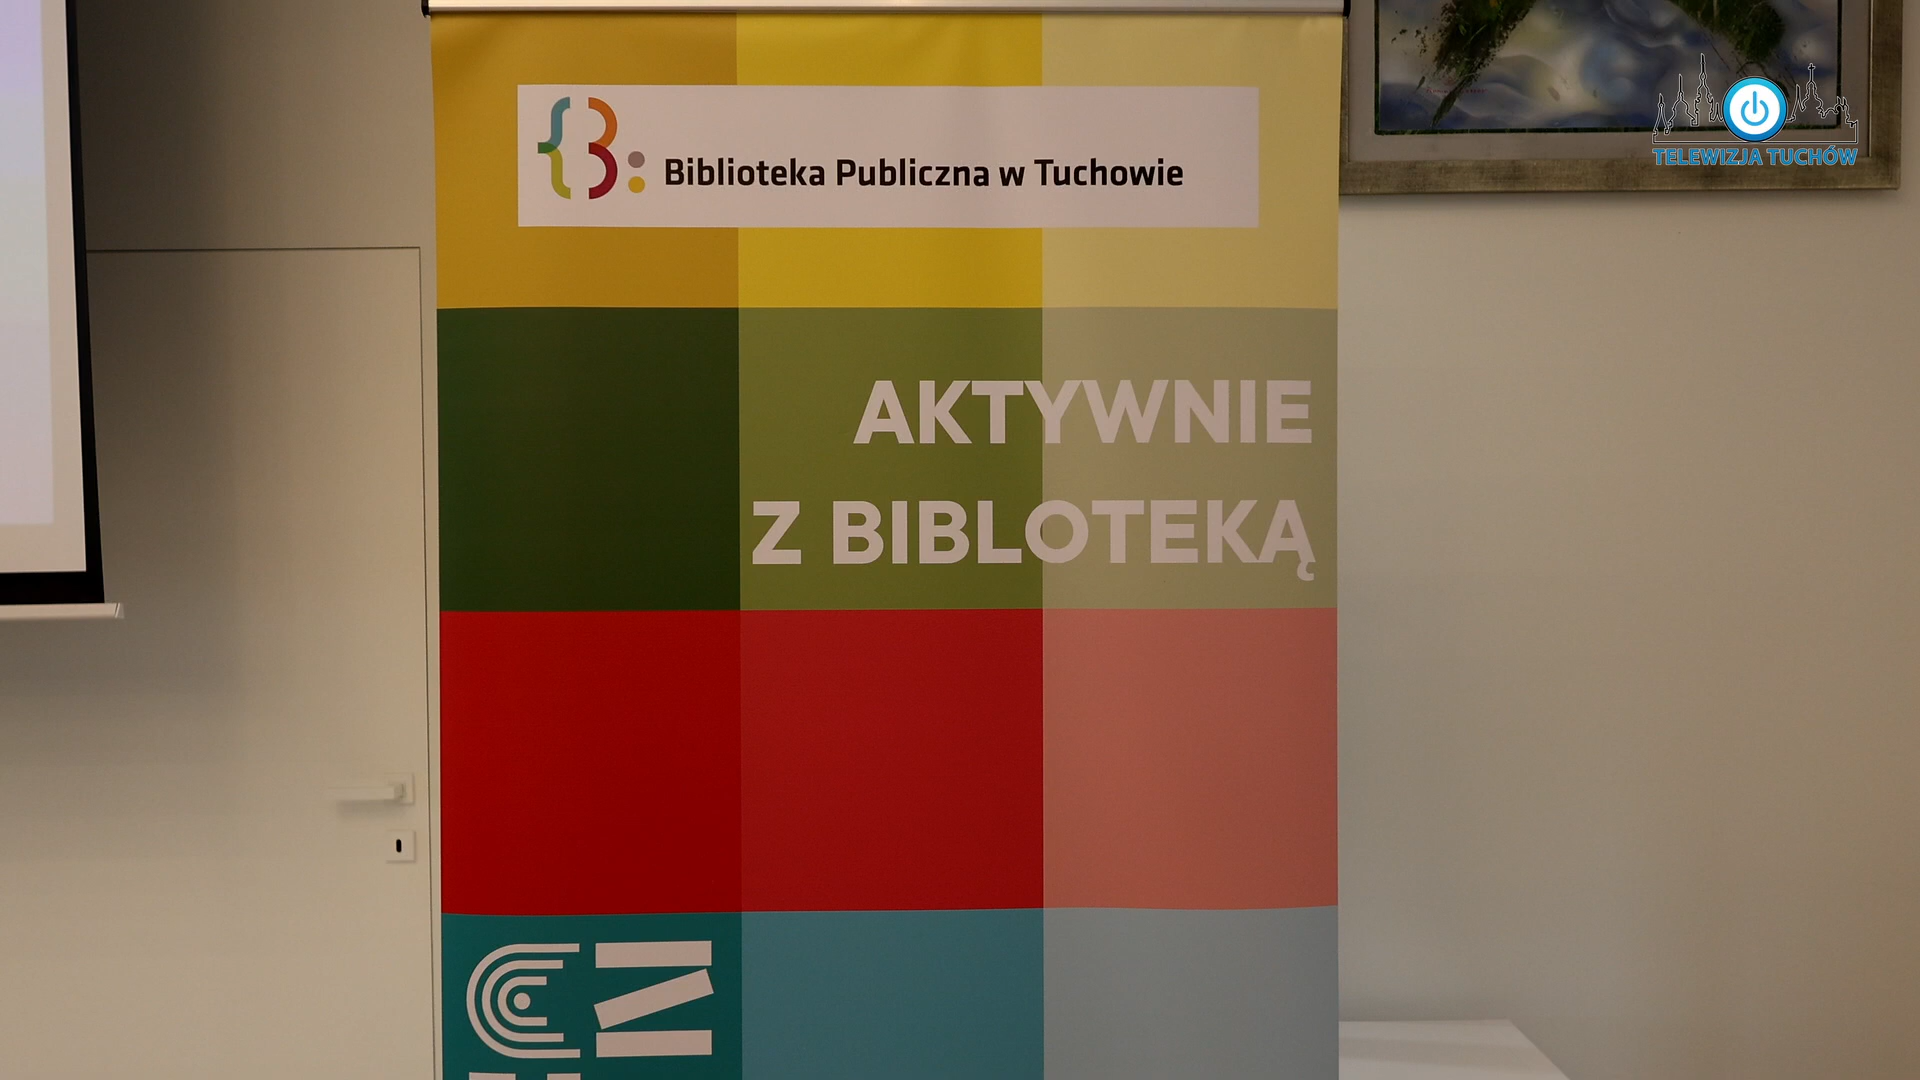 Biblioteka Publiczna w Tuchowie
TELEWIZJA TUCHÓW
AKTYWNIE
Z BIBLOTEKĄ